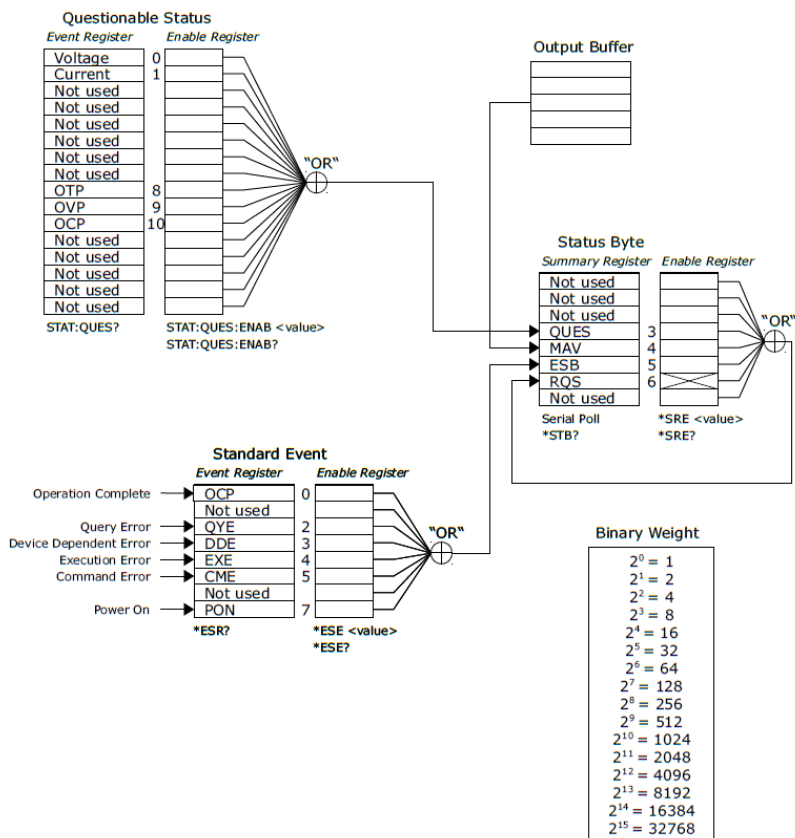 Questionable Status
Event Register Enable Register
Voltage 0
Current 1
Not used
Not used
Not used
Not used
Not used
Not used
OTP 8
OVP 9
OCP 10
Not used
Not used
Not used
Not used
Not used
STAT:QUES? STAT:QUES:ENAB <value>
STAT:QUES:ENAB?
"OR"
Output Buffer
Status Byte
Summary Register Enable Register
Not used
Not used
Not used
QUES 3
MAV 4
ESB 5
RQS 6
Not used
"OR"
Serial Poll *SRE <value>
*STB? *SRE?
Standard Event
Event Register Enable Register
Operation Complete OCP 0
Not used
Query Error QYE 2
Device Dependent Error DDE 3
Execution Error EXE 4
Command Error CME 5
Not used
Power On PON 7
"OR"
*ESR? *ESE <value>
*ESE?
Binary Weight
2⁰ = 1
2¹ = 2
2² = 4
2³ = 8
2⁴ = 16
2⁵ = 32
2⁶ = 64
2⁷ = 128
2⁸ = 256
2⁹ = 512
2¹⁰ = 1024
2¹¹ = 2048
2¹² = 4096
2¹³ = 8192
2¹⁴ = 16384
2¹⁵ = 32768